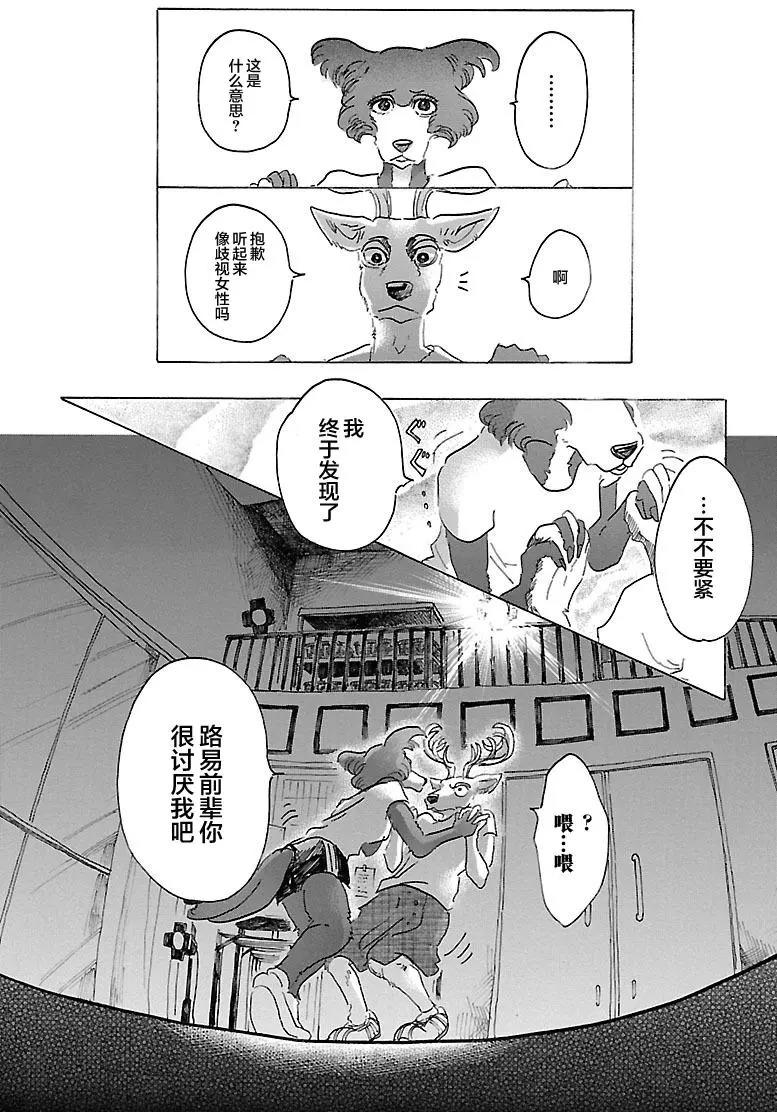 ………
这是
什么意思?
啊
抱歉
听起来
像歧视女性吗
…不不要紧
ぐぐ…
我
终于发现了
?
喂…喂
路易前辈你
很讨厌我吧